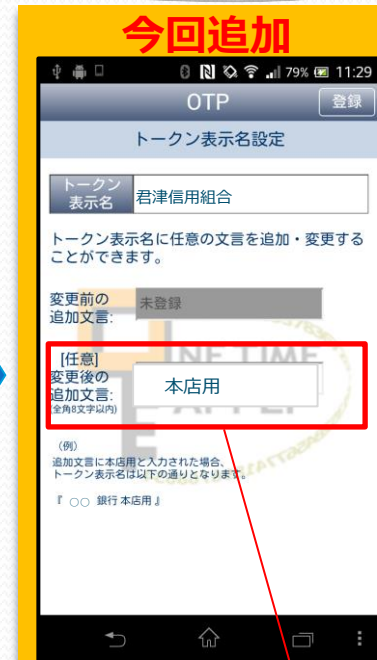 今回追加
79% 11:29
OTP
登録
トークン表示名設定
トークン
表示名
君津信用組合
トークン表示名に任意の文言を追加・変更する
ことができます。
変更前の
追加文言:
未登録
[任意]
変更後の
追加文言:
(全角8文字以内)
本店用
(例)
追加文言に本店用と入力された場合、
トークン表示名は以下の通りとなります。
『 ○○ 銀行 本店用 』